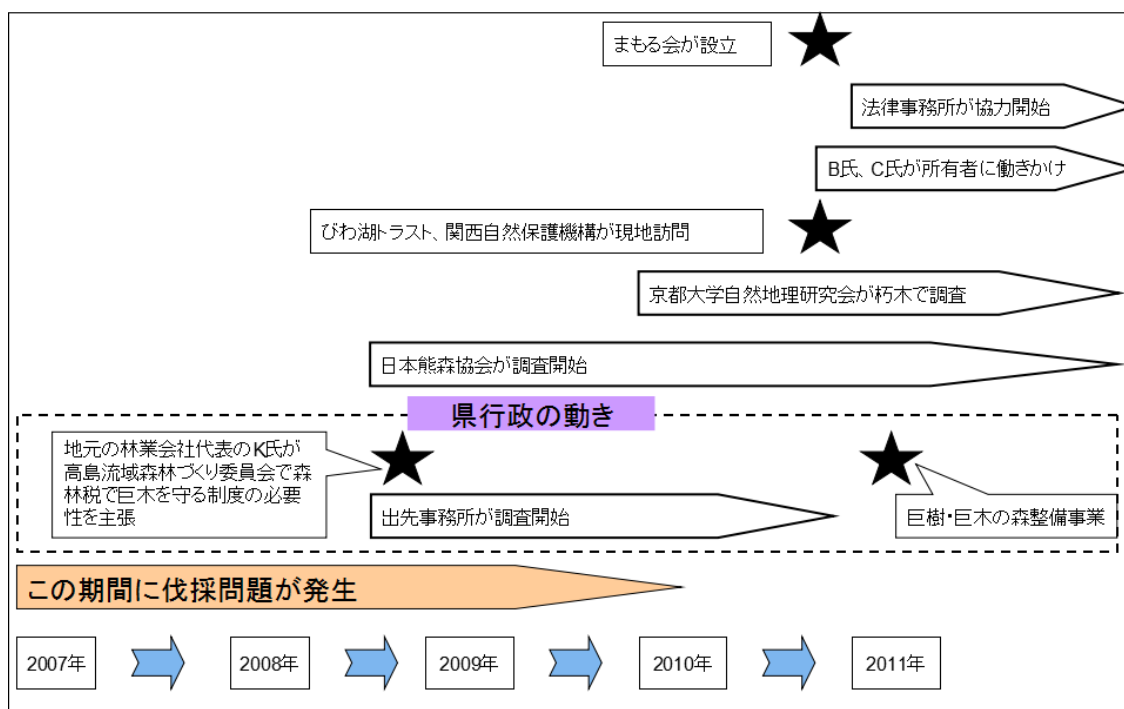 まもる会が設立
法律事務所が協力開始
B氏、C氏が所有者に働きかけ
びわ湖トラスト、関西自然保護機構が現地訪問
京都大学自然地理研究会が朽木で調査
日本熊森協会が調査開始
県行政の動き
地元の林業会社代表のK氏が
高島流域森林づくり委員会で森
林税で巨木を守る制度の必要
性を主張
出先事務所が調査開始
巨樹・巨木の森整備事業
この期間に伐採問題が発生
2007年
2008年
2009年
2010年
2011年